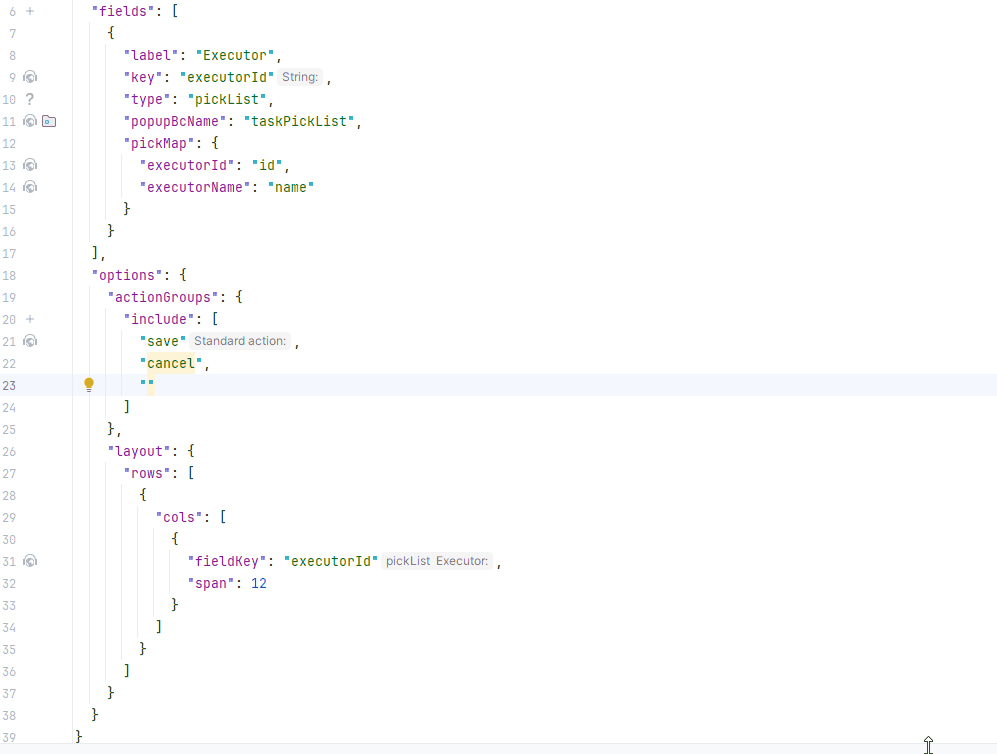 6 + "fields": [
7 {
8 "label": "Executor",
9 "key": "executorId" String: ,
10 ? "type": "pickList",
11 "popupBcName": "taskPickList",
12 "pickMap": {
13 "executorId": "id",
14 "executorName": "name"
15 }
16 }
17 ],
18 "options": {
19 "actionGroups": {
20 + "include": [
21 "save" Standard action: ,
22 "cancel",
23 ""
24 ]
25 },
26 "layout": {
27 "rows": [
28 {
29 "cols": [
30 {
31 "fieldKey": "executorId" pickList Executor: ,
32 "span": 12
33 }
34 ]
35 }
36 ]
37 }
38 }
39 }